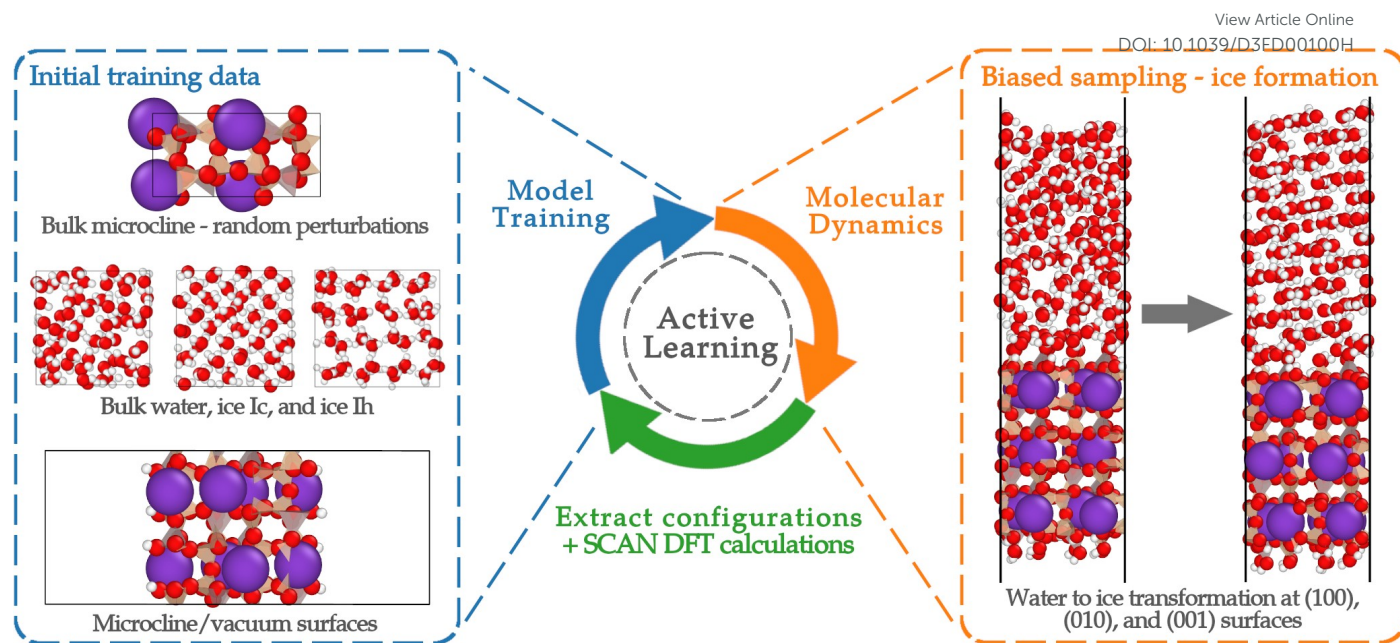 View Article Online
DOI: 10.1039/D3FD00100H
Initial training data
Bulk microcline - random perturbations
Bulk water, ice Ic, and ice Ih
Microcline/vacuum surfaces
Model
Training
Molecular
Dynamics
Active
Learning
Extract configurations
+ SCAN DFT calculations
Biased sampling - ice formation
Water to ice transformation at (100),
(010), and (001) surfaces